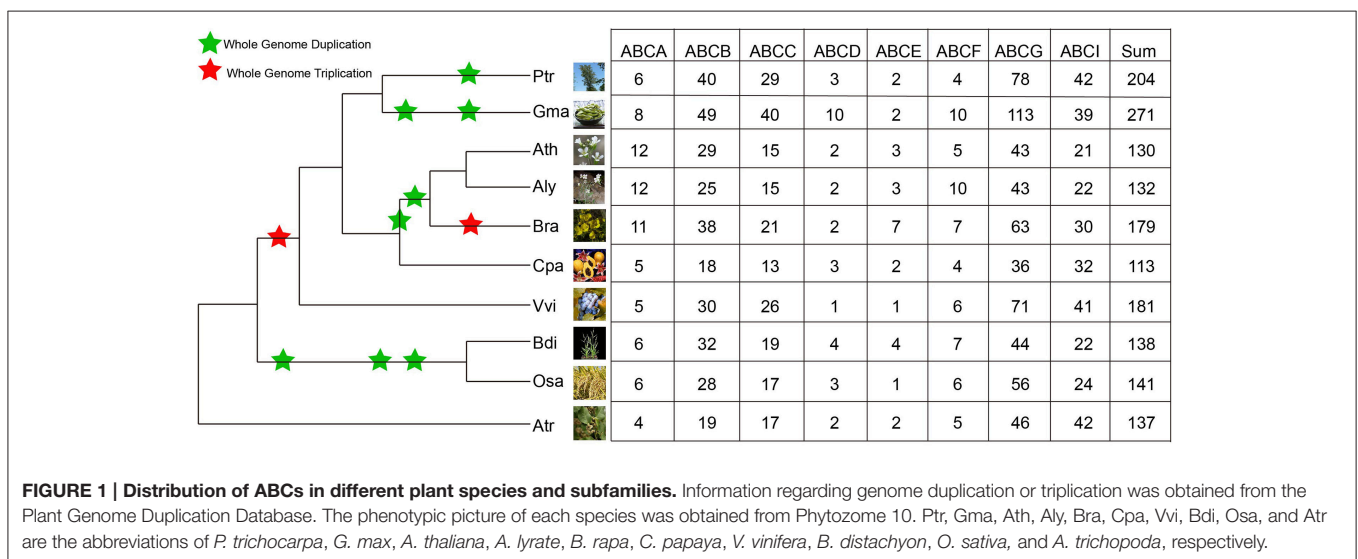 Whole Genome Duplication
Whole Genome Triplication
ABCA ABCB ABCC ABCD ABCE ABCF ABCG ABCI Sum
Ptr 6 40 29 3 2 4 78 42 204
Gma 8 49 40 10 2 10 113 39 271
Ath 12 29 15 2 3 5 43 21 130
Aly 12 25 15 2 3 10 43 22 132
Bra 11 38 21 2 7 7 63 30 179
Cpa 5 18 13 3 2 4 36 32 113
Vvi 5 30 26 1 1 6 71 41 181
Bdi 6 32 19 4 4 7 44 22 138
Osa 6 28 17 3 1 6 56 24 141
Atr 4 19 17 2 2 5 46 42 137
FIGURE 1 | Distribution of ABCs in different plant species and subfamilies. Information regarding genome duplication or triplication was obtained from the
Plant Genome Duplication Database. The phenotypic picture of each species was obtained from Phytozome 10. Ptr, Gma, Ath, Aly, Bra, Cpa, Vvi, Bdi, Osa, and Atr
are the abbreviations of P. trichocarpa, G. max, A. thaliana, A. lyrate, B. rapa, C. papaya, V. vinifera, B. distachyon, O. sativa, and A. trichopoda, respectively.